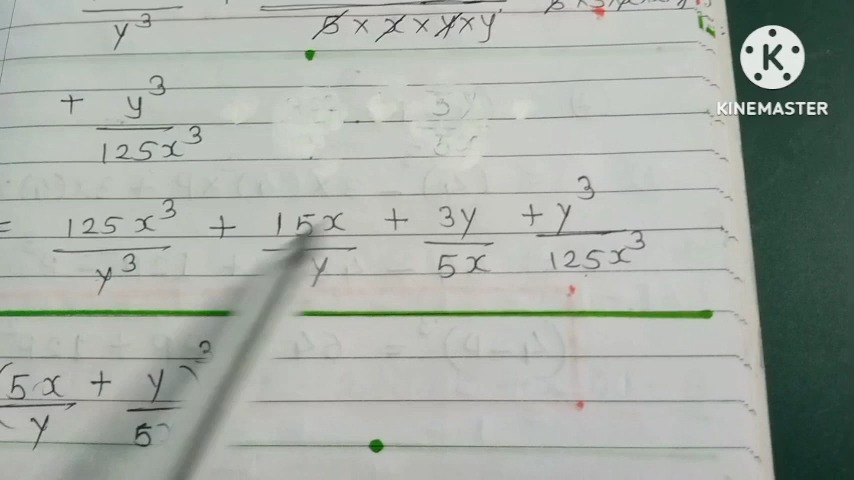 y³ 5 × x × y × y
K
KINEMASTER
+ y³/125x³
= 125x³/y³ + 15x/y + 3y/5x + y³/125x³
(5x/y + y/5